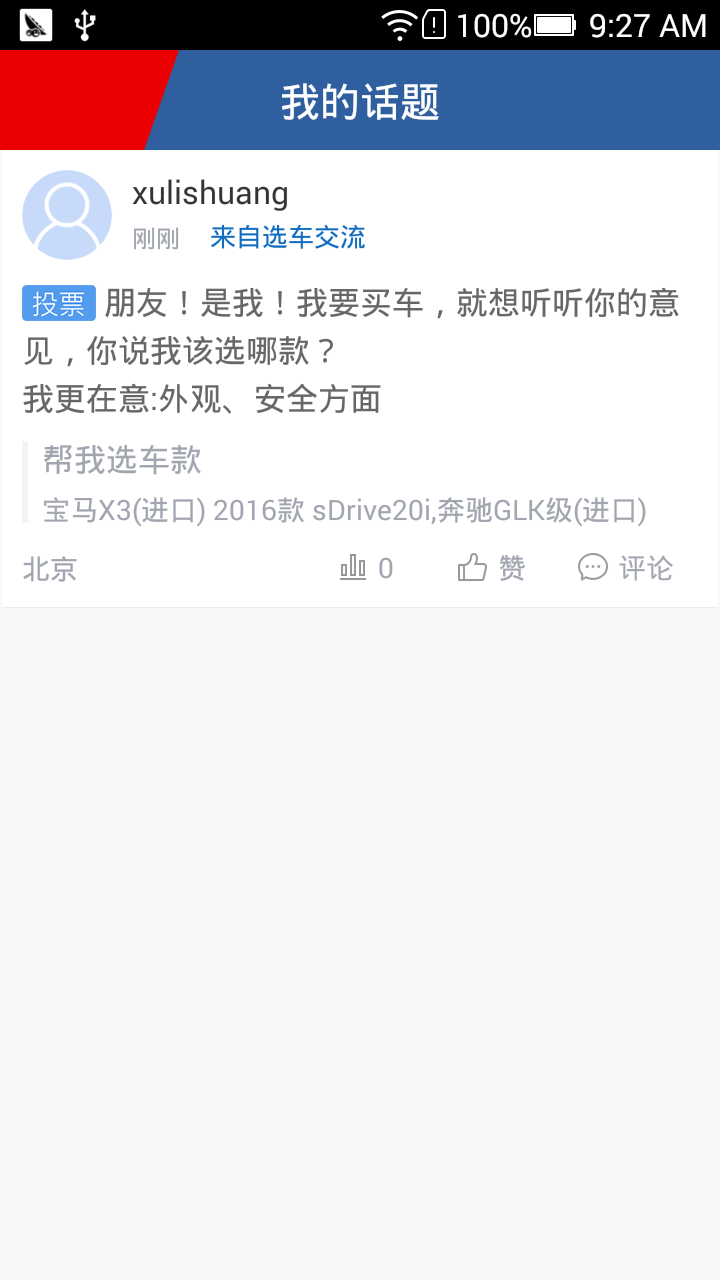 100% 9:27 AM
我的话题
xulishuang
刚刚 来自选车交流
投票 朋友！是我！我要买车，就想听听你的意
见，你说我该选哪款？
我更在意:外观、安全方面
帮我选车款
宝马X3(进口) 2016款 sDrive20i,奔驰GLK级(进口)
北京 0 赞 评论